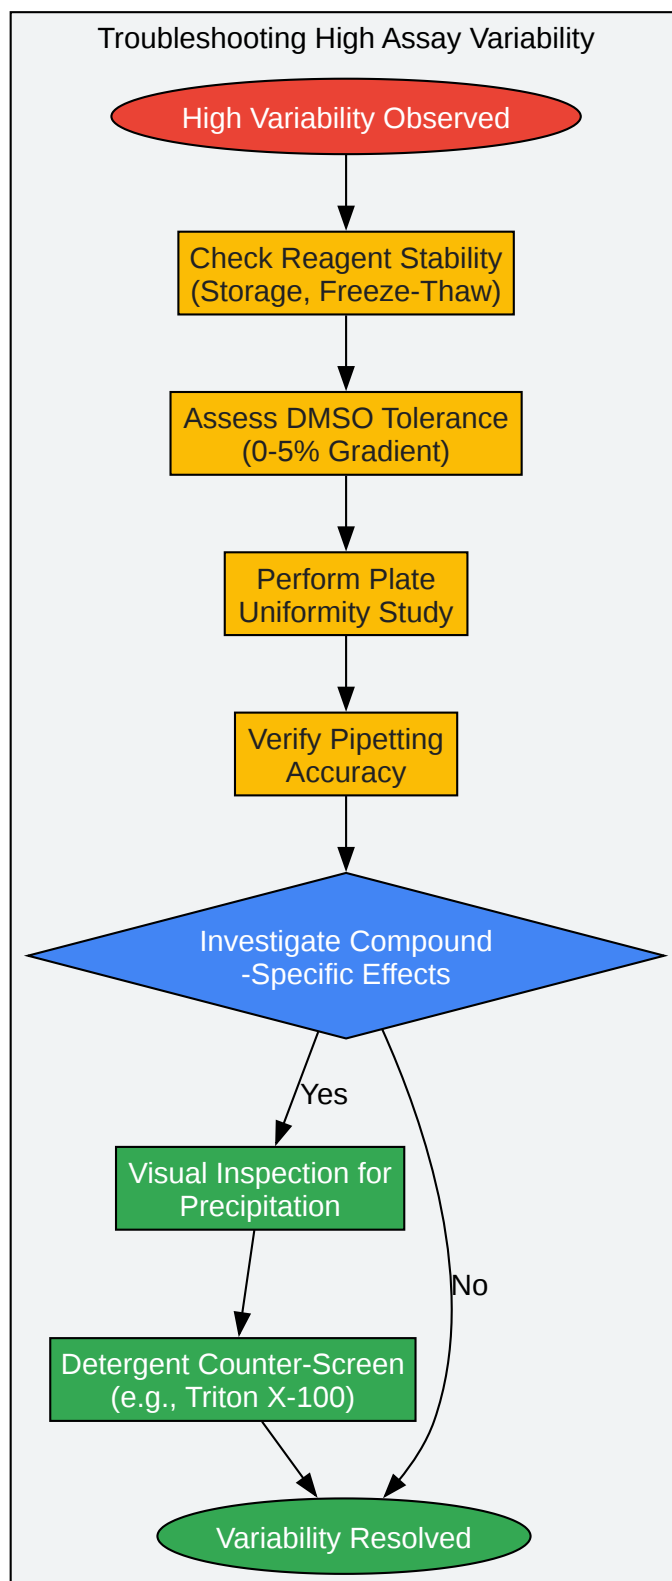 Troubleshooting High Assay Variability
High Variability Observed
Check Reagent Stability
(Storage, Freeze-Thaw)
Assess DMSO Tolerance
(0-5% Gradient)
Perform Plate
Uniformity Study
Verify Pipetting
Accuracy
Investigate Compound
-Specific Effects
Yes
Visual Inspection for
Precipitation
No
Detergent Counter-Screen
(e.g., Triton X-100)
Variability Resolved